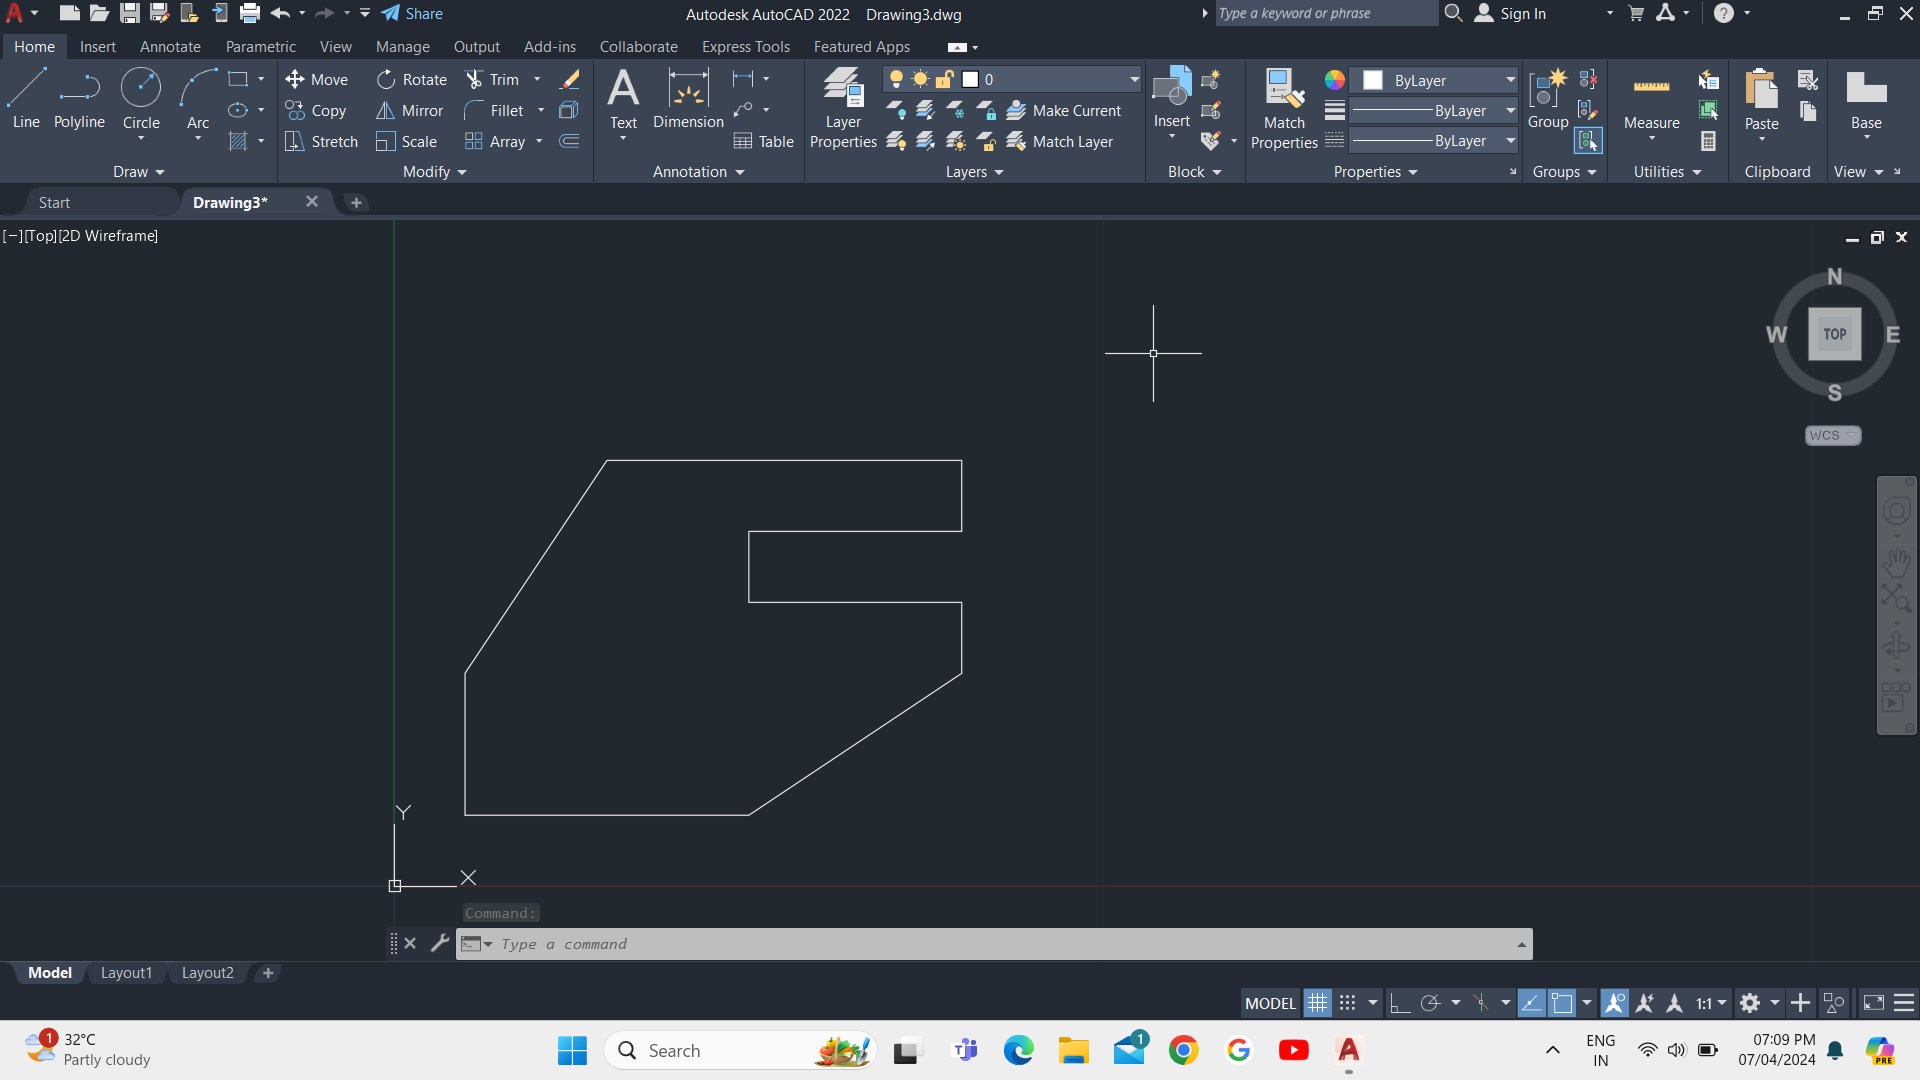 Share
Autodesk AutoCAD 2022 Drawing3.dwg
Type a keyword or phrase
Sign In
Home Insert Annotate Parametric View Manage Output Add-ins Collaborate Express Tools Featured Apps
Line Polyline Circle Arc
Draw
Move Rotate Trim
Copy Mirror Fillet
Stretch Scale Array
Modify
Text Dimension Table
Annotation
Layer Properties
0
Make Current
Match Layer
Layers
Insert
Block
Match Properties
ByLayer
ByLayer
ByLayer
Properties
Group
Groups
Measure
Utilities
Paste
Clipboard
Base
View
Start Drawing3*
[−][Top][2D Wireframe]
N
W TOP E
S
WCS
Y
X
Command:
Type a command
Model Layout1 Layout2
MODEL 1:1
1 32°C
Partly cloudy
Search
1
ENG
IN
07:09 PM
07/04/2024
PRE